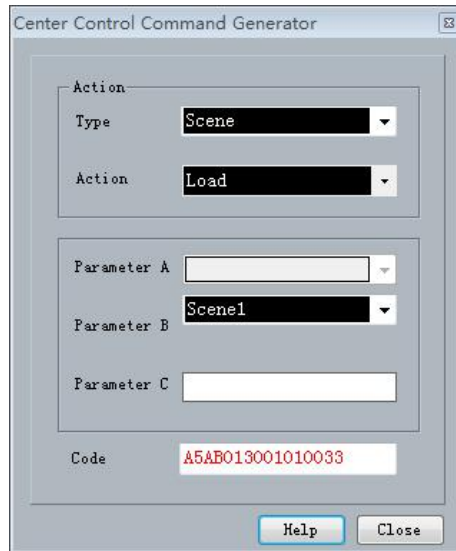 Center Control Command Generator
Action
Type Scene
Action Load
Parameter A
Parameter B Scene1
Parameter C
Code A5AB013001010033
Help Close